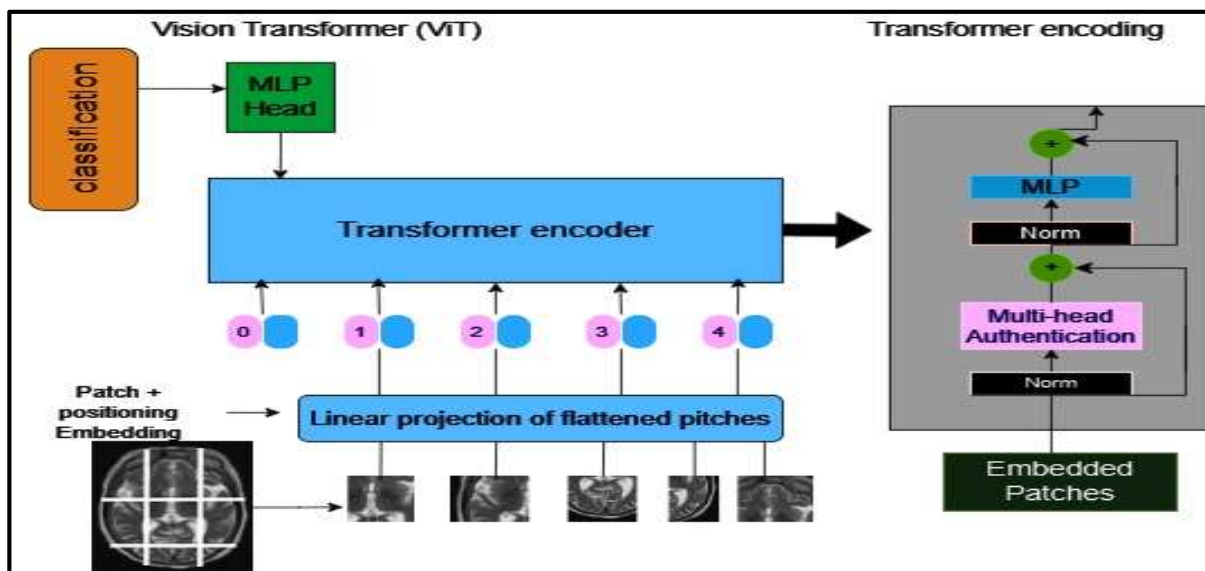 Vision Transformer (ViT)
Transformer encoding
classification
MLP
Head
Transformer encoder
0
1
2
3
4
Patch +
positioning
Embedding
Linear projection of flattened pitches
+
MLP
Norm
+
Multi-head
Authentication
Norm
Embedded
Patches